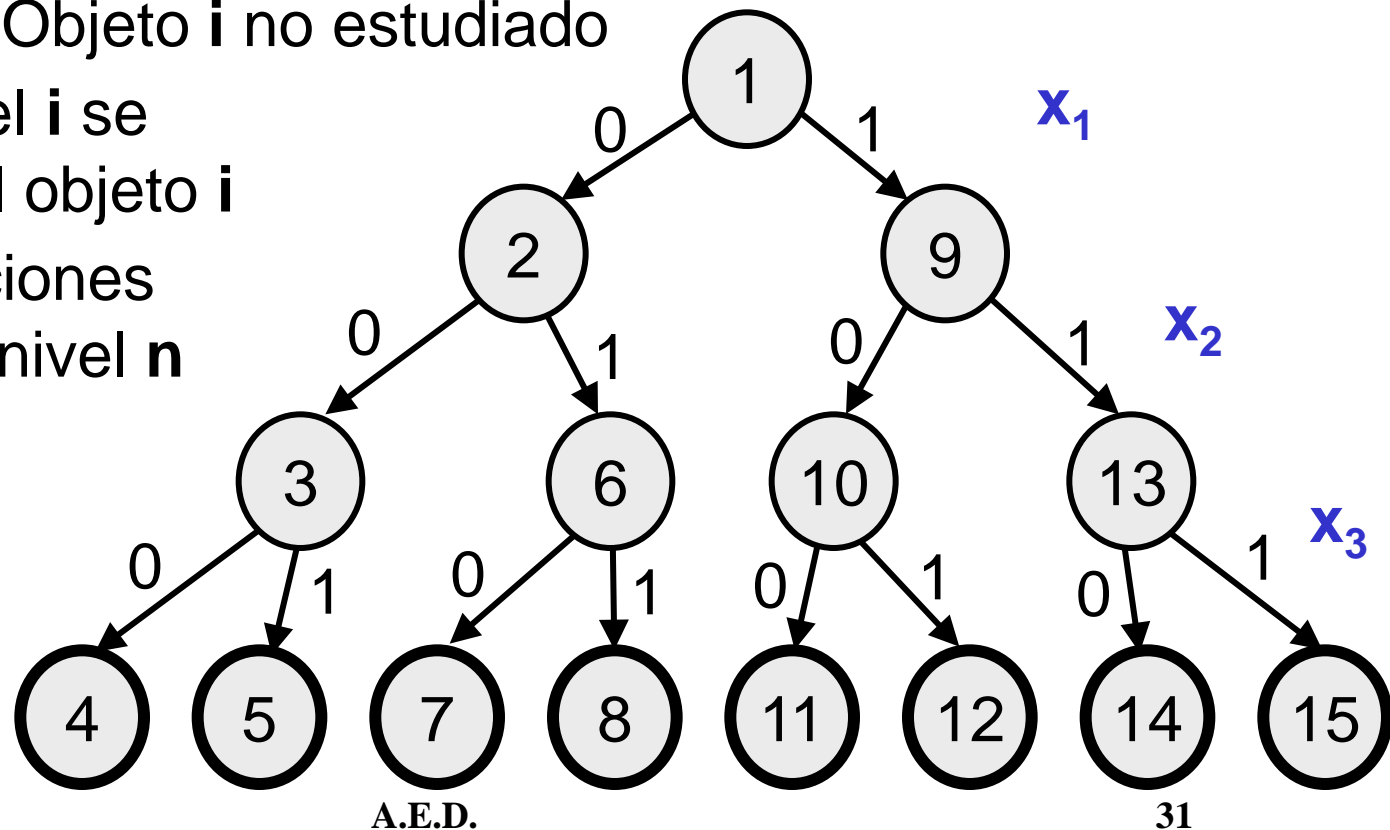 Objeto i no estudiado
1
el i se
0 1 x1
l objeto i
2 9
ciones
0 1 0 1 x2
nivel n
3 6 10 13
0 1 0 1 0 1 0 1 x3
4 5 7 8 11 12 14 15
A.E.D. 31